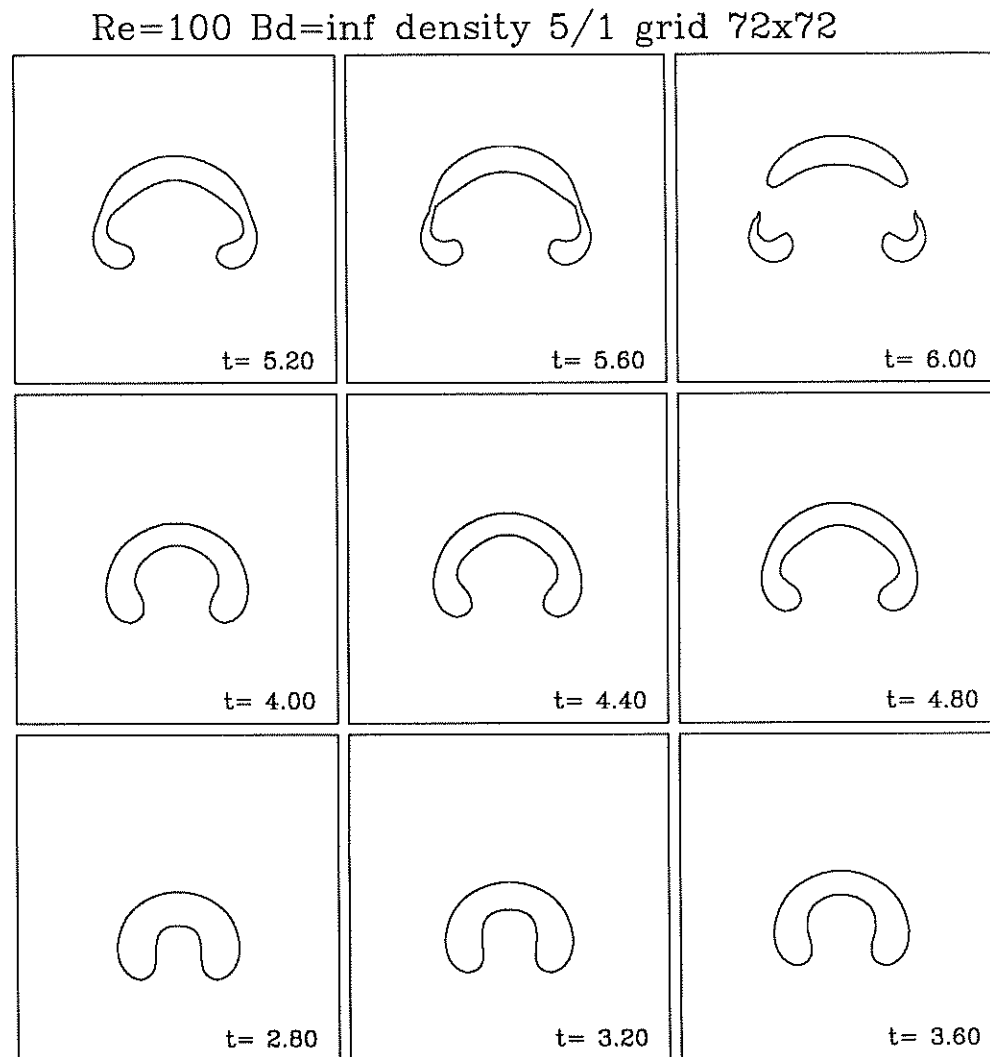 Re=100 Bd=inf density 5/1 grid 72x72
t= 5.20
t= 5.60
t= 6.00
t= 4.00
t= 4.40
t= 4.80
t= 2.80
t= 3.20
t= 3.60